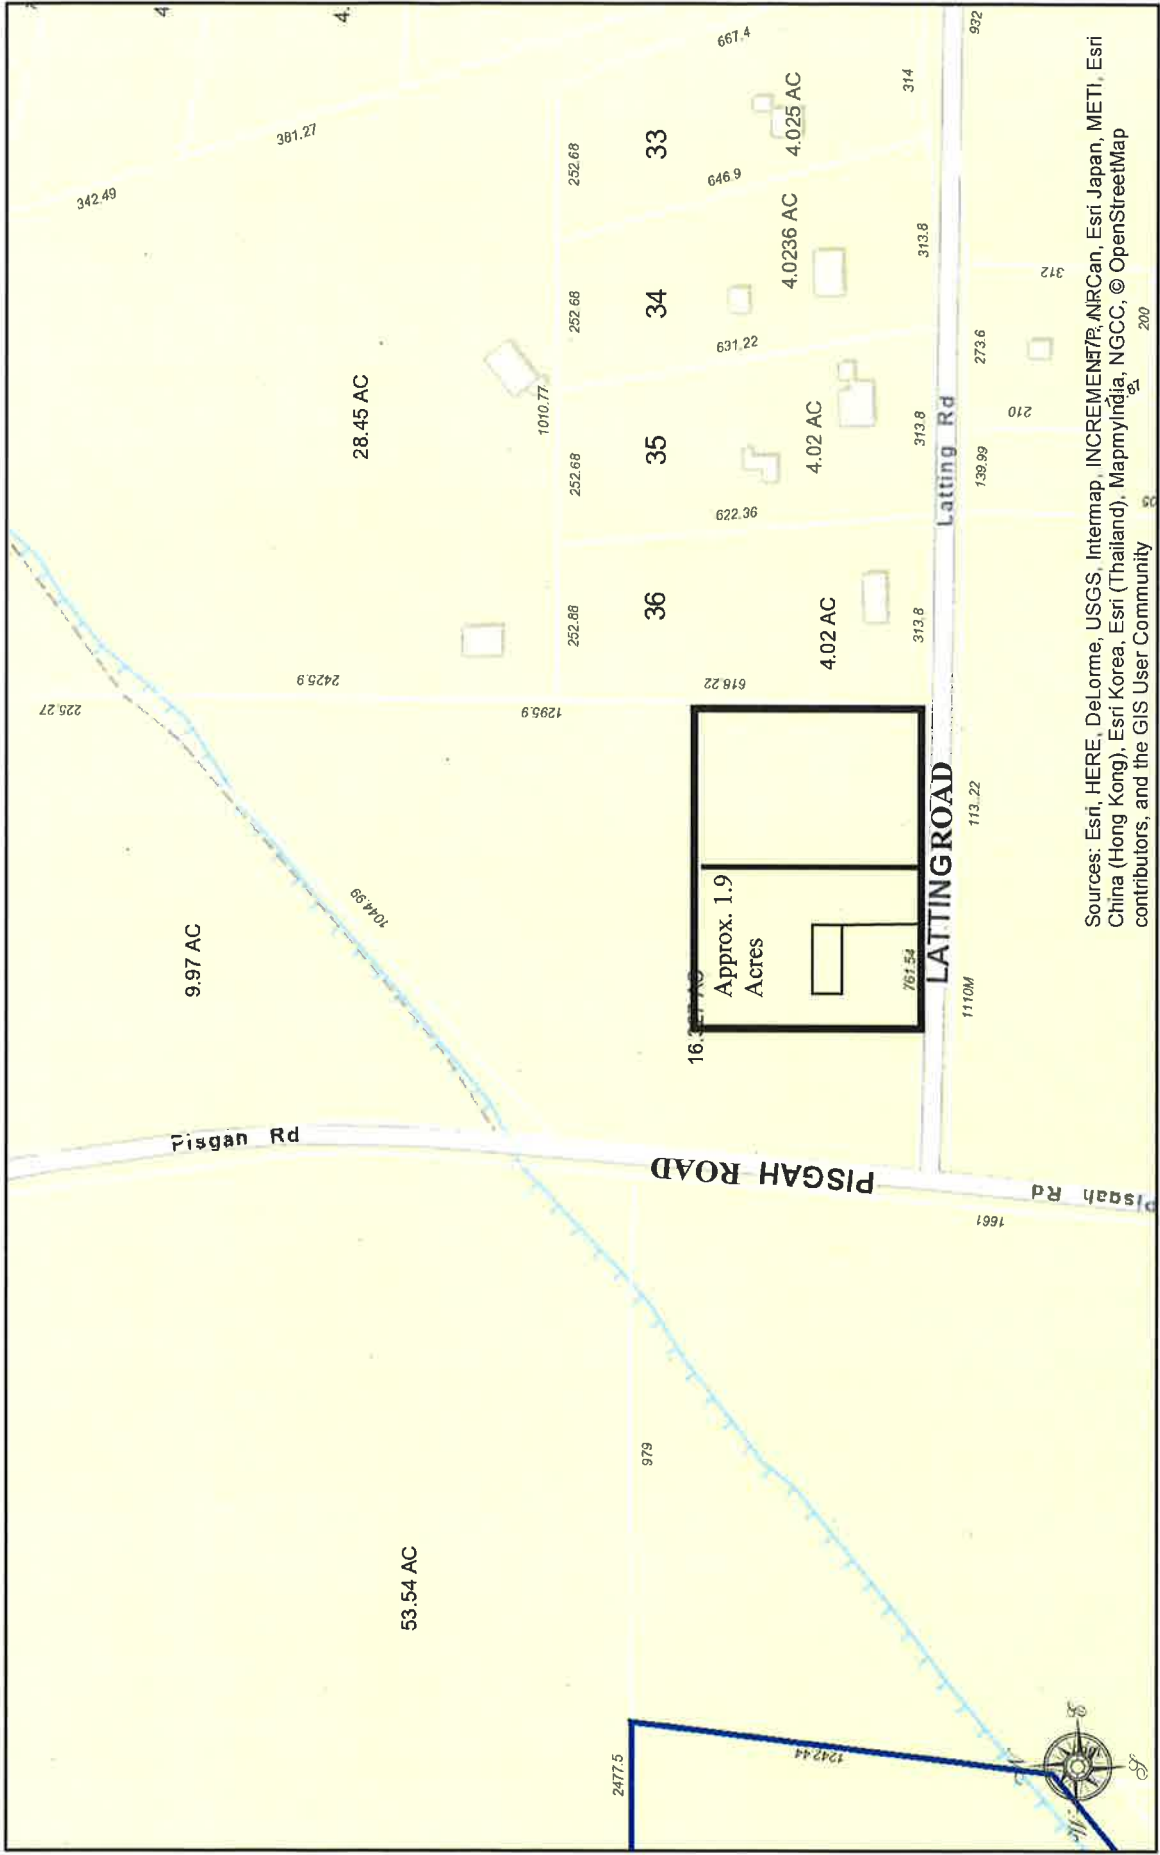 342.49
381.27
667.4
932
314
4.025 AC
33
252.68
646.9
4.0236 AC
313.8
312
34
252.68
631.22
273.6
200
28.45 AC
1010.77
35
252.68
4.02 AC
313.8
210
Latting Rd
139.99
622.36
36
252.88
4.02 AC
313.8
225.27
2425.9
1295.9
618.22
9.97 AC
1044.99
Approx. 1.9
Acres
761.54
LATTING ROAD
113.22
1110M
Pisgah Rd
PISGAH ROAD
Pisgah Rd
1661
979
53.54 AC
2477.5
1242.44
Sources: Esri, HERE, DeLorme, USGS, Intermap, INCREMENT P, NRCan, Esri Japan, METI, Esri
China (Hong Kong), Esri Korea, Esri (Thailand), MapmyIndia, NGCC, © OpenStreetMap
contributors, and the GIS User Community